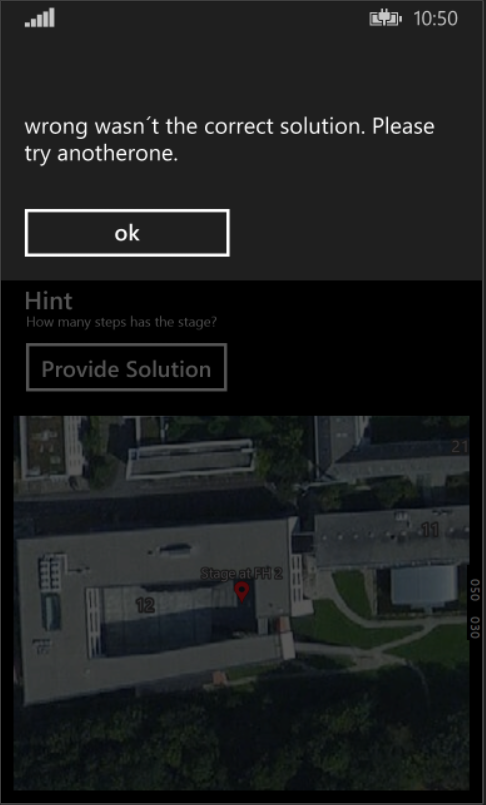 10:50
wrong wasn´t the correct solution. Please
try anotherone.
ok
Hint
How many steps has the stage?
Provide Solution
21
11
Stage at FH 2
12
050
030